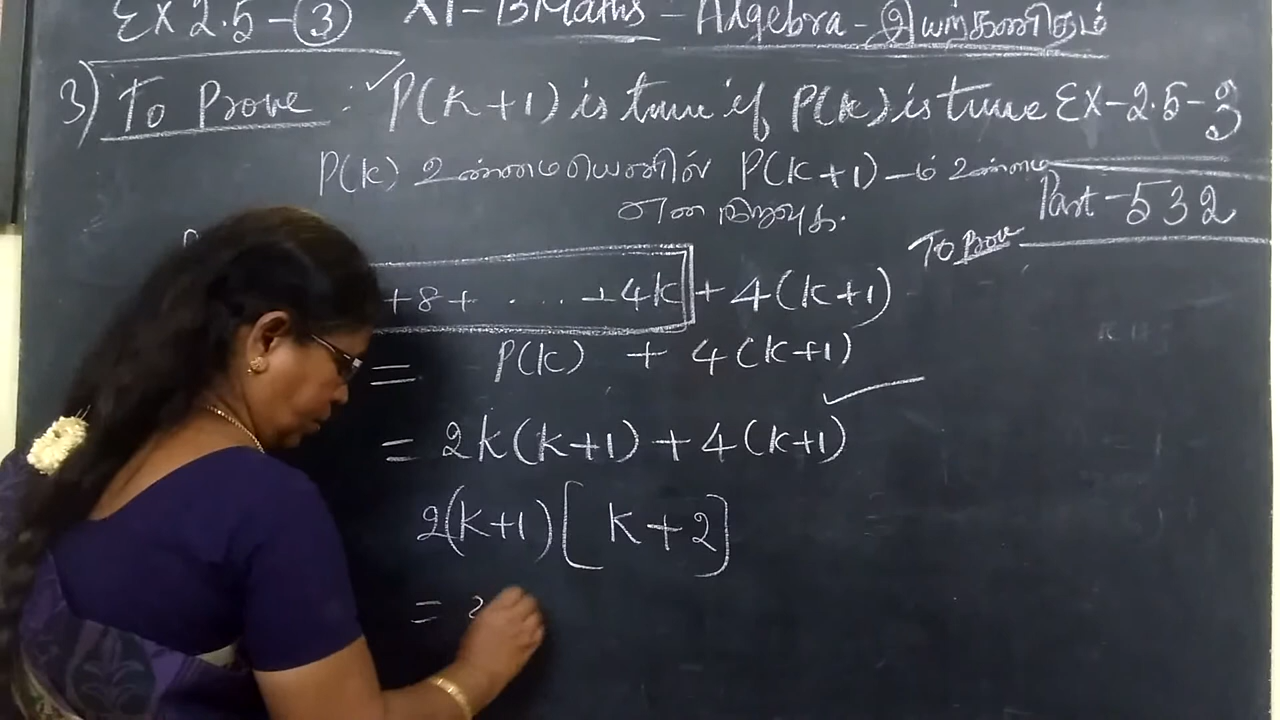 EX 2.5 - 3 XI - BMaths - Algebra - இயற்கணிதம்
3) To Prove : ✓ P(K+1) is true if P(k) is true EX - 2.5 - 3
P(k) உண்மையெனில் P(k+1) - ம் உண்மை
என நிறுவுக.
Part - 532
To Prove
+ 8 + . ... + 4k + 4(k+1)
= P(k) + 4(k+1)
= 2k(k+1) + 4(k+1)
2(k+1)[ k+2]
= 2